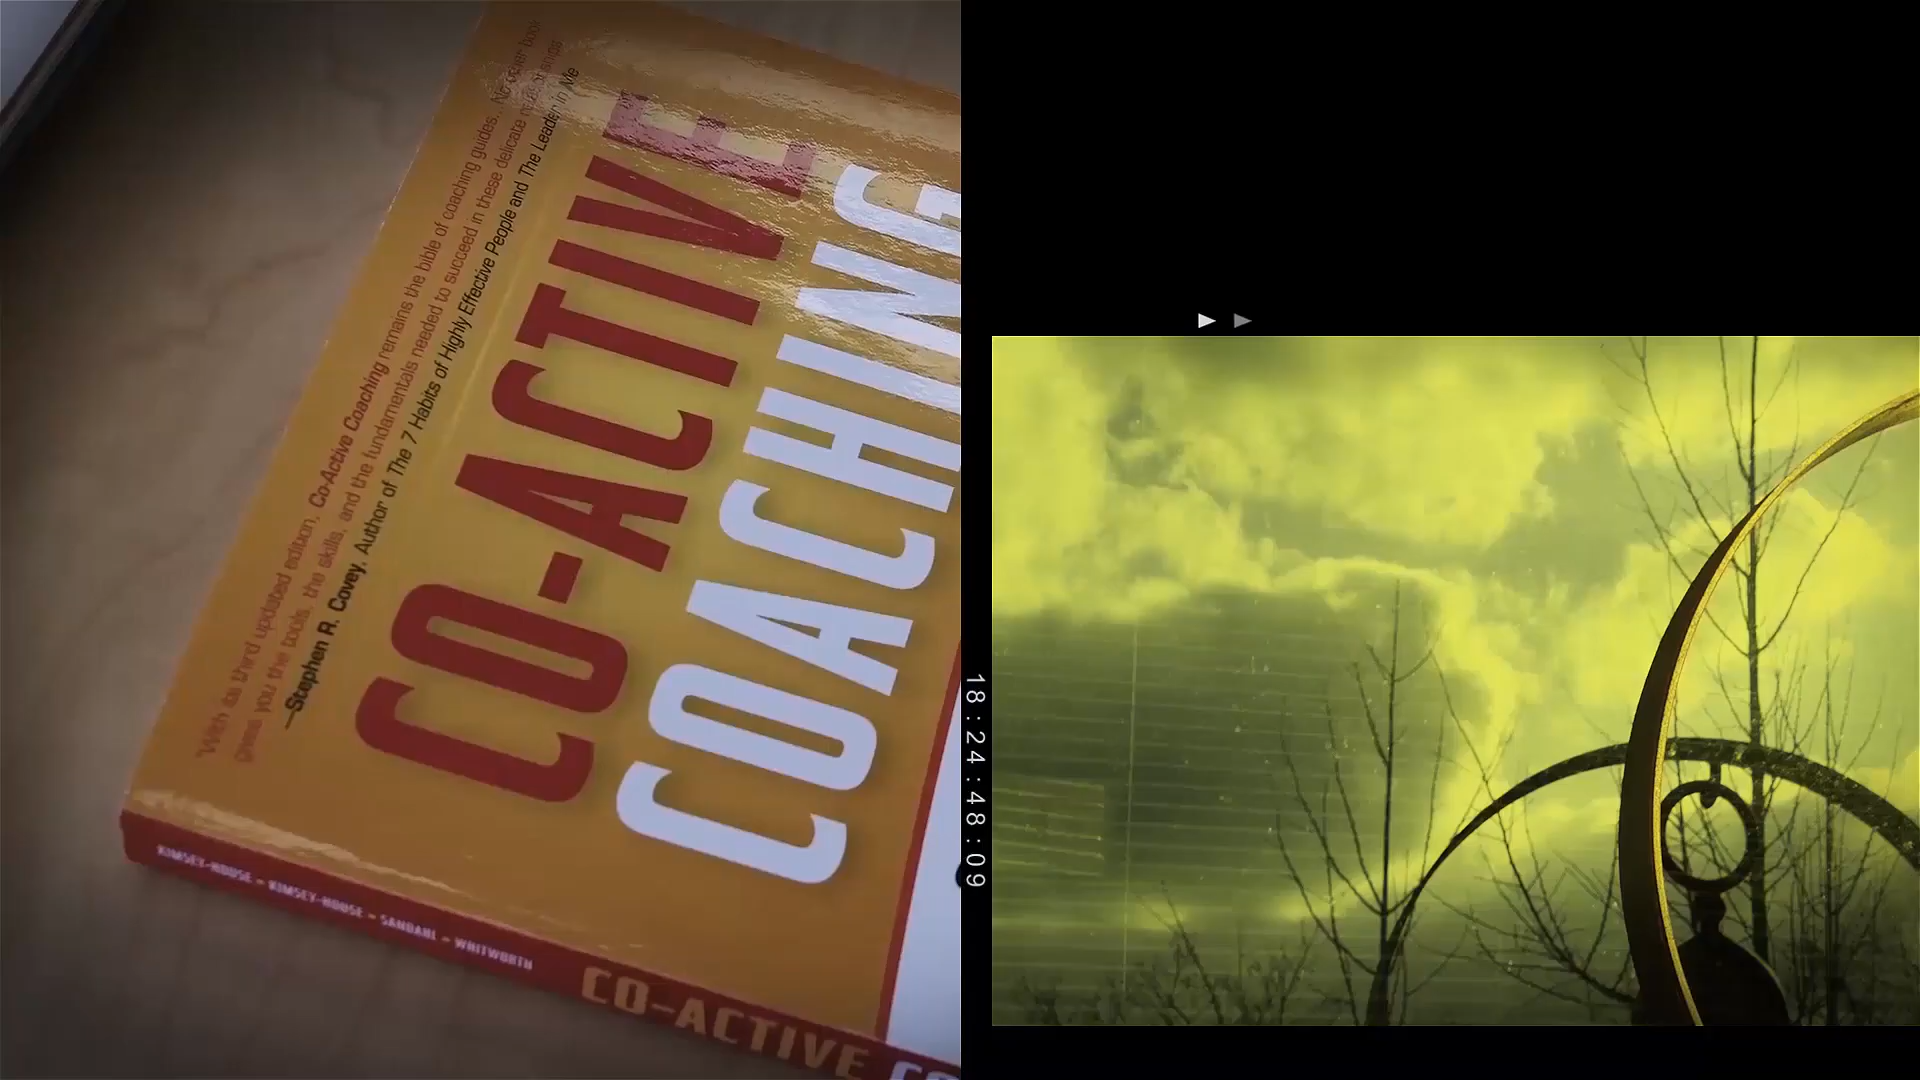 "With its third updated edition, Co-Active Coaching remains the bible of coaching guides. No other book
gives you the tools, the skills, and the fundamentals needed to succeed in these delicate
—Stephen R. Covey, Author of The 7 Habits of Highly Effective People and The Leader in Me
CO-ACTIVE
COACHING
KIMSEY-HOUSE - KIMSEY-HOUSE - SANDAHL - WHITWORTH
CO-ACTIVE CO
18:24:48:09